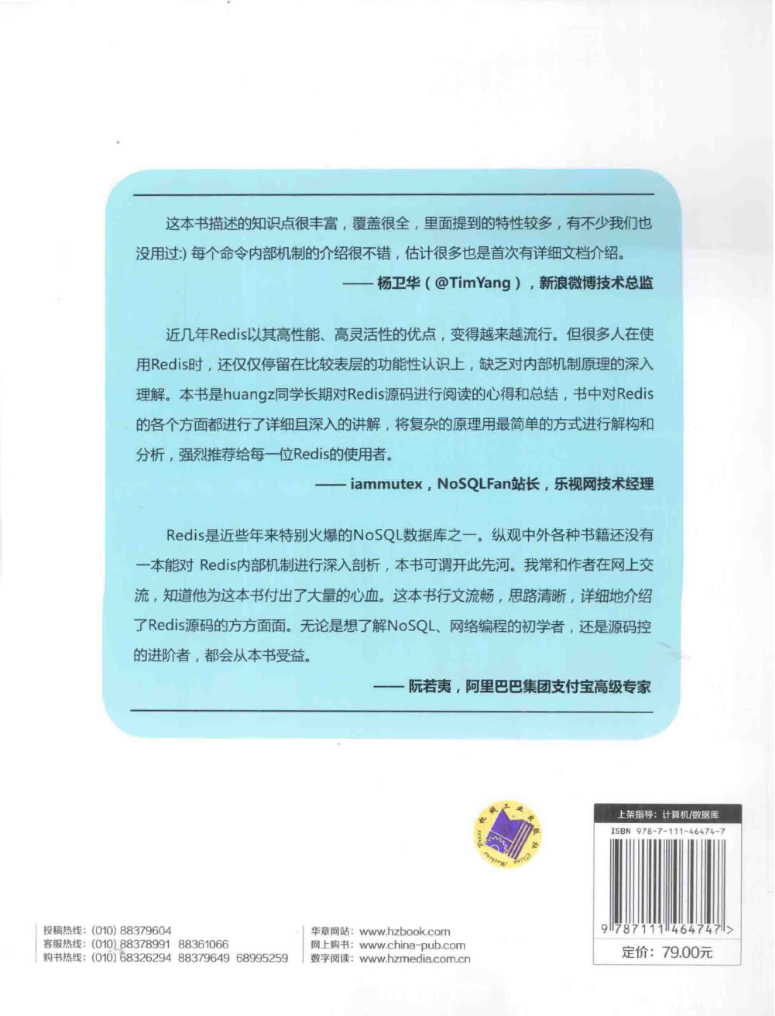 这本书描述的知识点很丰富，覆盖很全，里面提到的特性较多，有不少我们也
没用过:) 每个命令内部机制的介绍很不错，估计很多也是首次有详细文档介绍。
—— 杨卫华（@TimYang），新浪微博技术总监
近几年Redis以其高性能、高灵活性的优点，变得越来越流行。但很多人在使
用Redis时，还仅仅停留在比较表层的功能性认识上，缺乏对内部机制原理的深入
理解。本书是huangz同学长期对Redis源码进行阅读的心得和总结，书中对Redis
的各个方面都进行了详细且深入的讲解，将复杂的原理用最简单的方式进行解构和
分析，强烈推荐给每一位Redis的使用者。
—— iammutex，NoSQLFan站长，乐视网技术经理
Redis是近些年来特别火爆的NoSQL数据库之一。纵观中外各种书籍还没有
一本能对 Redis内部机制进行深入剖析，本书可谓开此先河。我常和作者在网上交
流，知道他为这本书付出了大量的心血。这本书行文流畅，思路清晰，详细地介绍
了Redis源码的方方面面。无论是想了解NoSQL、网络编程的初学者，还是源码控
的进阶者，都会从本书受益。
—— 阮若夷，阿里巴巴集团支付宝高级专家
机械工业出版社
China Machine Press
上架指导：计算机/数据库
ISBN 978-7-111-46474-7
9 787111 464747 >
定价：79.00元
投稿热线：(010) 88379604
客服热线：(010) 88378991 88361066
购书热线：(010) 68326294 88379649 68995259
华章网站：www.hzbook.com
网上购书：www.china-pub.com
数字阅读：www.hzmedia.com.cn